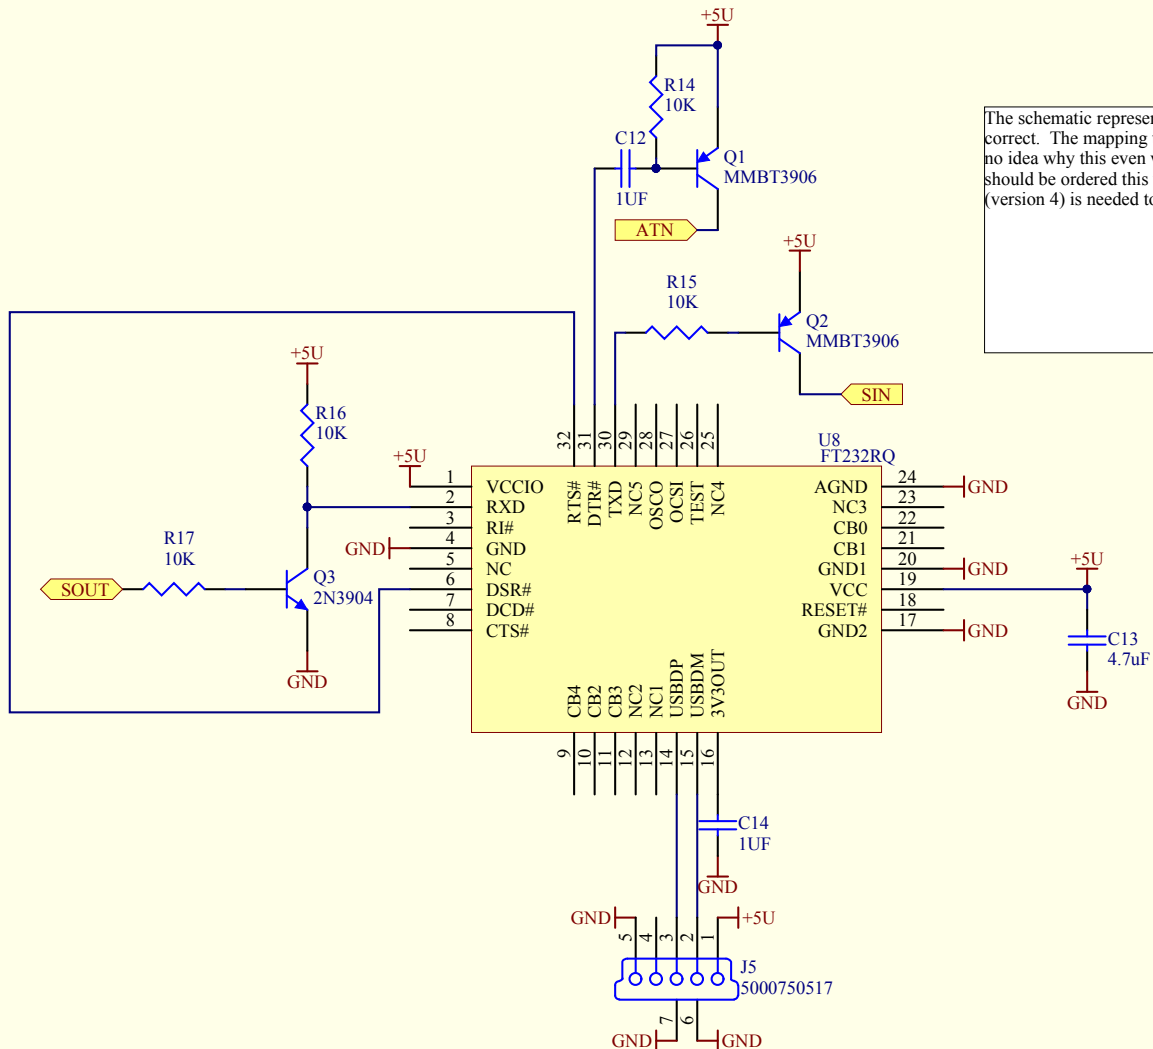 +5U
R14
10K
C12
1UF
Q1
MMBT3906
ATN
The schematic
correct. The mapping
no idea why this even
should be ordered this
(version 4) is needed
+5U
R15
10K
Q2
MMBT3906
SIN
+5U
R16
10K
+5U
R17
10K
SOUT
Q3
2N3904
GND
GND
U8
FT232RQ
32 31 30 29 28 27 26 25
RTS# DTR# TXD NC5 OSCO OCSI TEST NC4
1 VCCIO
2 RXD
3 RI#
4 GND
5 NC
6 DSR#
7 DCD#
8 CTS#
AGND 24 GND
NC3 23
CB0 22
CB1 21
GND1 20 GND
VCC 19
RESET# 18
GND2 17 GND
+5U
C13
4.7uF
GND
CB4 CB2 CB3 NC2 NC1 USBDP USBDM 3V3OUT
9 10 11 12 13 14 15 16
C14
1UF
GND
GND
+5U
5 4 3 2 1
J5
5000750517
7 6
GND
GND